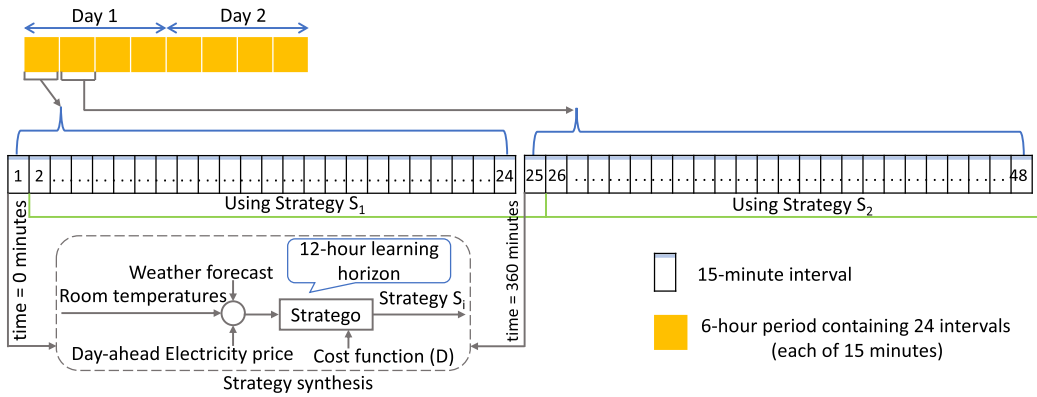 Day 1 Day 2
1 2 ........ 24 25 26 ........ 48
Using Strategy S1 Using Strategy S2
time = 0 minutes
time = 360 minutes
12-hour learning
horizon
Weather forecast
Room temperatures
Strategy Si
Stratego
Day-ahead Electricity price
Cost function (D)
Strategy synthesis
15-minute interval
6-hour period containing 24 intervals
(each of 15 minutes)